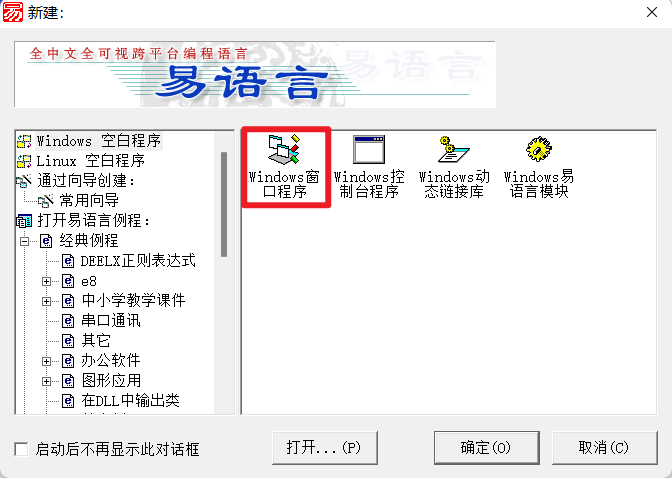 易 新建:
全中文全可视跨平台编程语言
易语言
易语言
Windows 空白程序
Linux 空白程序
通过向导创建:
常用向导
打开易语言例程:
经典例程
DEELX正则表达式
e8
中小学教学课件
串口通讯
其它
办公软件
图形应用
在DLL中输出类
Windows窗
口程序
Windows控
制台程序
Windows动
态链接库
Windows易
语言模块
启动后不再显示此对话框
打开...(P)
确定(O)
取消(C)